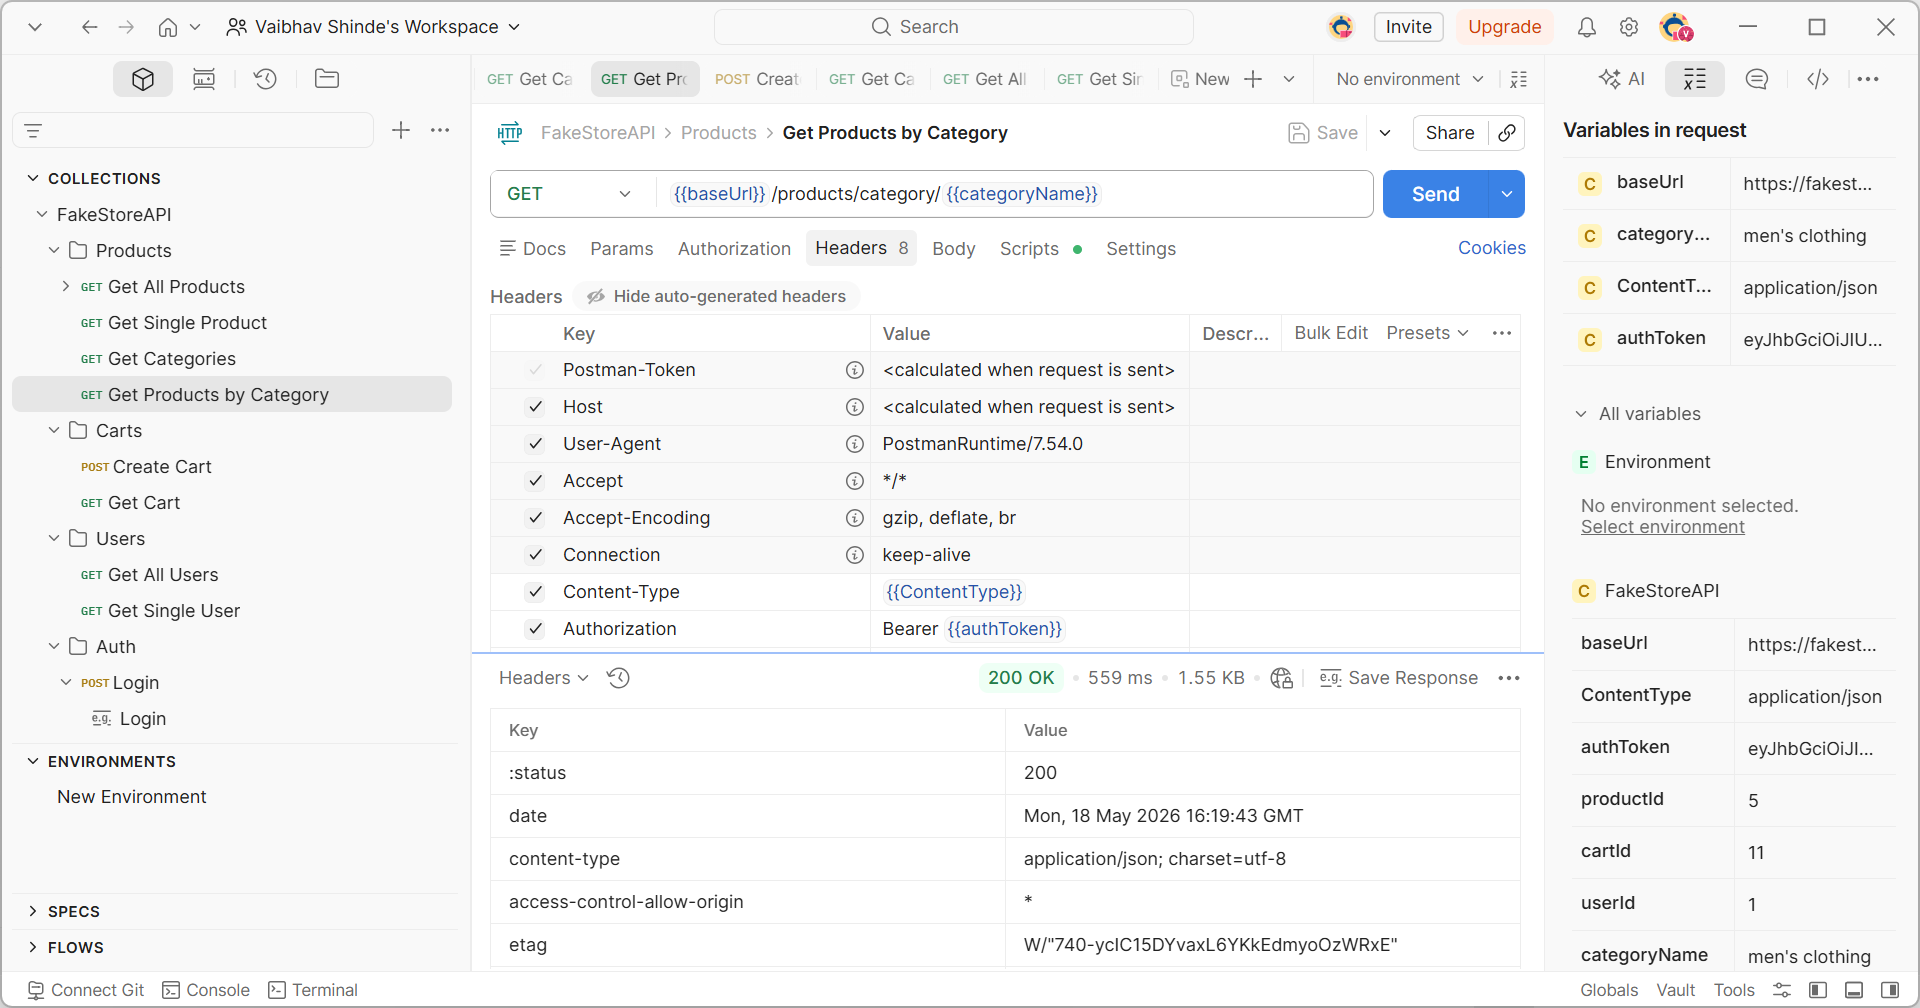 Vaibhav Shinde's Workspace
Search
Invite
Upgrade
GET Get Ca
GET Get Pro
POST Creat
GET Get Ca
GET Get All
GET Get Sin
New
No environment
AI
COLLECTIONS
FakeStoreAPI
Products
GET Get All Products
GET Get Single Product
GET Get Categories
GET Get Products by Category
Carts
POST Create Cart
GET Get Cart
Users
GET Get All Users
GET Get Single User
Auth
POST Login
e.g. Login
ENVIRONMENTS
New Environment
SPECS
FLOWS
HTTP FakeStoreAPI > Products > Get Products by Category
Save
Share
GET
{{baseUrl}} /products/category/ {{categoryName}}
Send
Docs
Params
Authorization
Headers 8
Body
Scripts
Settings
Cookies
Headers
Hide auto-generated headers
Key Value Descr... Bulk Edit Presets
Postman-Token <calculated when request is sent>
Host <calculated when request is sent>
User-Agent PostmanRuntime/7.54.0
Accept */*
Accept-Encoding gzip, deflate, br
Connection keep-alive
Content-Type {{ContentType}}
Authorization Bearer {{authToken}}
Headers
200 OK
559 ms
1.55 KB
e.g. Save Response
Key Value
:status 200
date Mon, 18 May 2026 16:19:43 GMT
content-type application/json; charset=utf-8
access-control-allow-origin *
etag W/"740-ycIC15DYvaxL6YKkEdmyoOzWRxE"
Variables in request
C baseUrl https://fakest...
C category... men's clothing
C ContentT... application/json
C authToken eyJhbGciOiJIU...
All variables
E Environment
No environment selected.
Select environment
C FakeStoreAPI
baseUrl https://fakest...
ContentType application/json
authToken eyJhbGciOiJI...
productId 5
cartId 11
userId 1
categoryName men's clothing
Connect Git
Console
Terminal
Globals
Vault
Tools